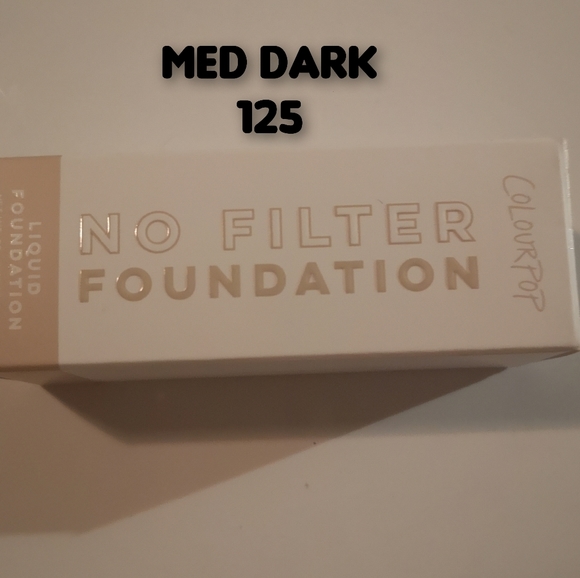 MED DARK
125
NO FILTER
FOUNDATION
COLOURPOP
LIQUID
FOUNDATION